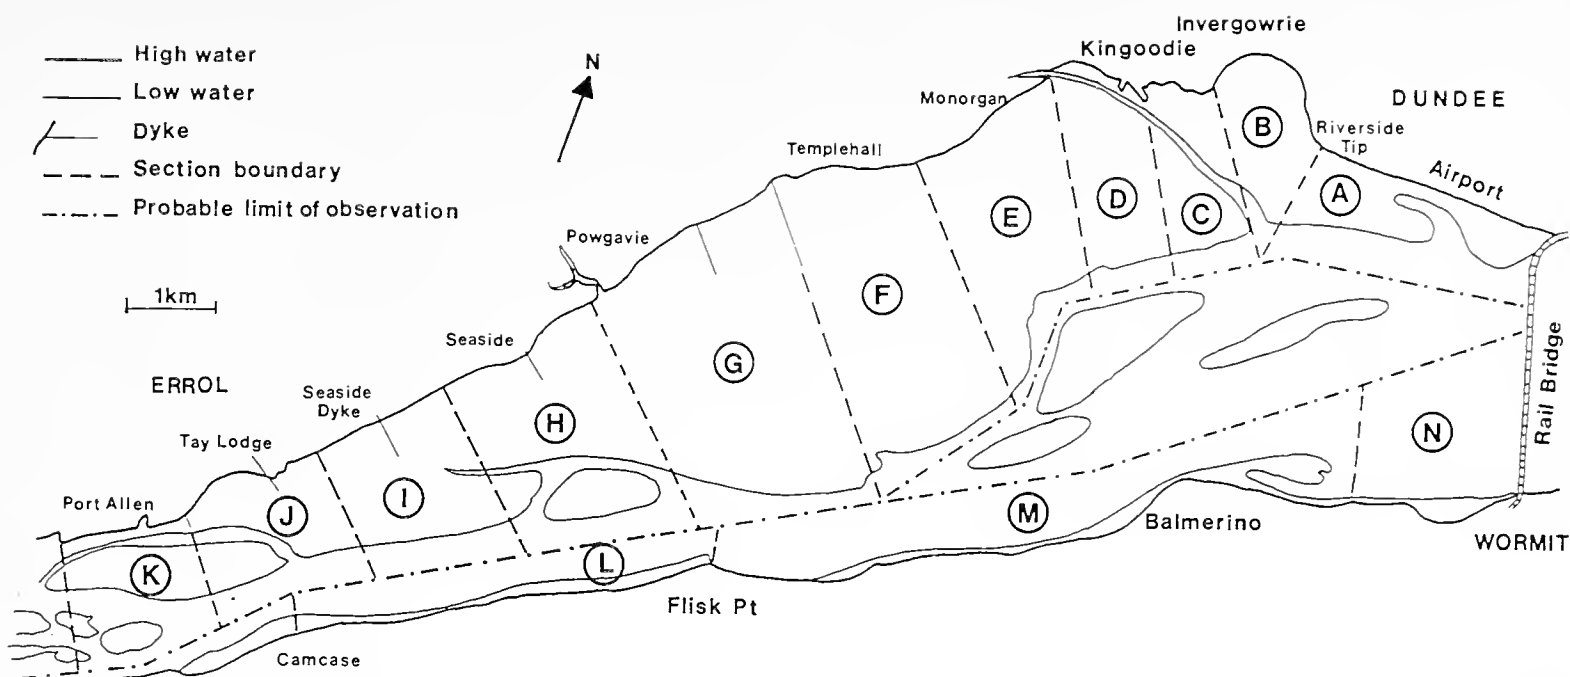 High water
Low water
Dyke
Section boundary
Probable limit of observation
N
Invergowrie
Kingoodie
Monorgan
DUNDEE
Riverside
Tip
Airport
Templehall
Powgavie
1km
Seaside
ERROL
Seaside
Dyke
Tay Lodge
Port Allen
A
B
C
D
E
F
G
H
I
J
K
L
M
N
Rail Bridge
Balmerino
WORMIT
Flisk Pt
Camcase